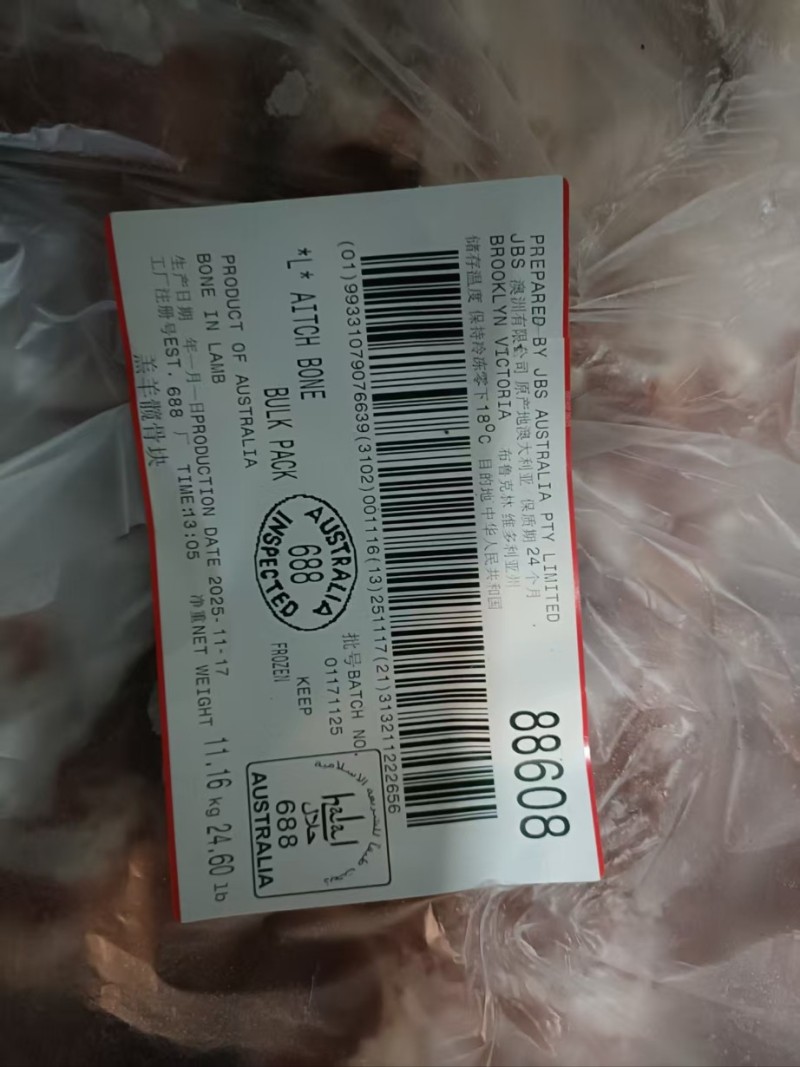 PREPARED BY JBS AUSTRALIA PTY LIMITED
JBS 澳洲有限公司 原产地澳大利亚 保质期 24个月
BROOKLYN VICTORIA 布鲁克林 维多利亚州
储存温度 保持冷冻零下18ºC 目的地 中华人民共和国
88608
(01)99331079076639(3102)001116(13)251117(21)313211222656
*L* AITCH BONE
BULK PACK
AUSTRALIA
688
INSPECTED
批号BATCH NO.
01171125
KEEP
FROZEN
halal
حلال
688
AUSTRALIA
PRODUCT OF AUSTRALIA
BONE IN LAMB
生产日期 年—月—日PRODUCTION DATE 2025-11-17
净重NET WEIGHT 11.16 kg 24.60 lb
工厂注册号EST. 688 厂 TIME:13:05
羔羊髋骨块